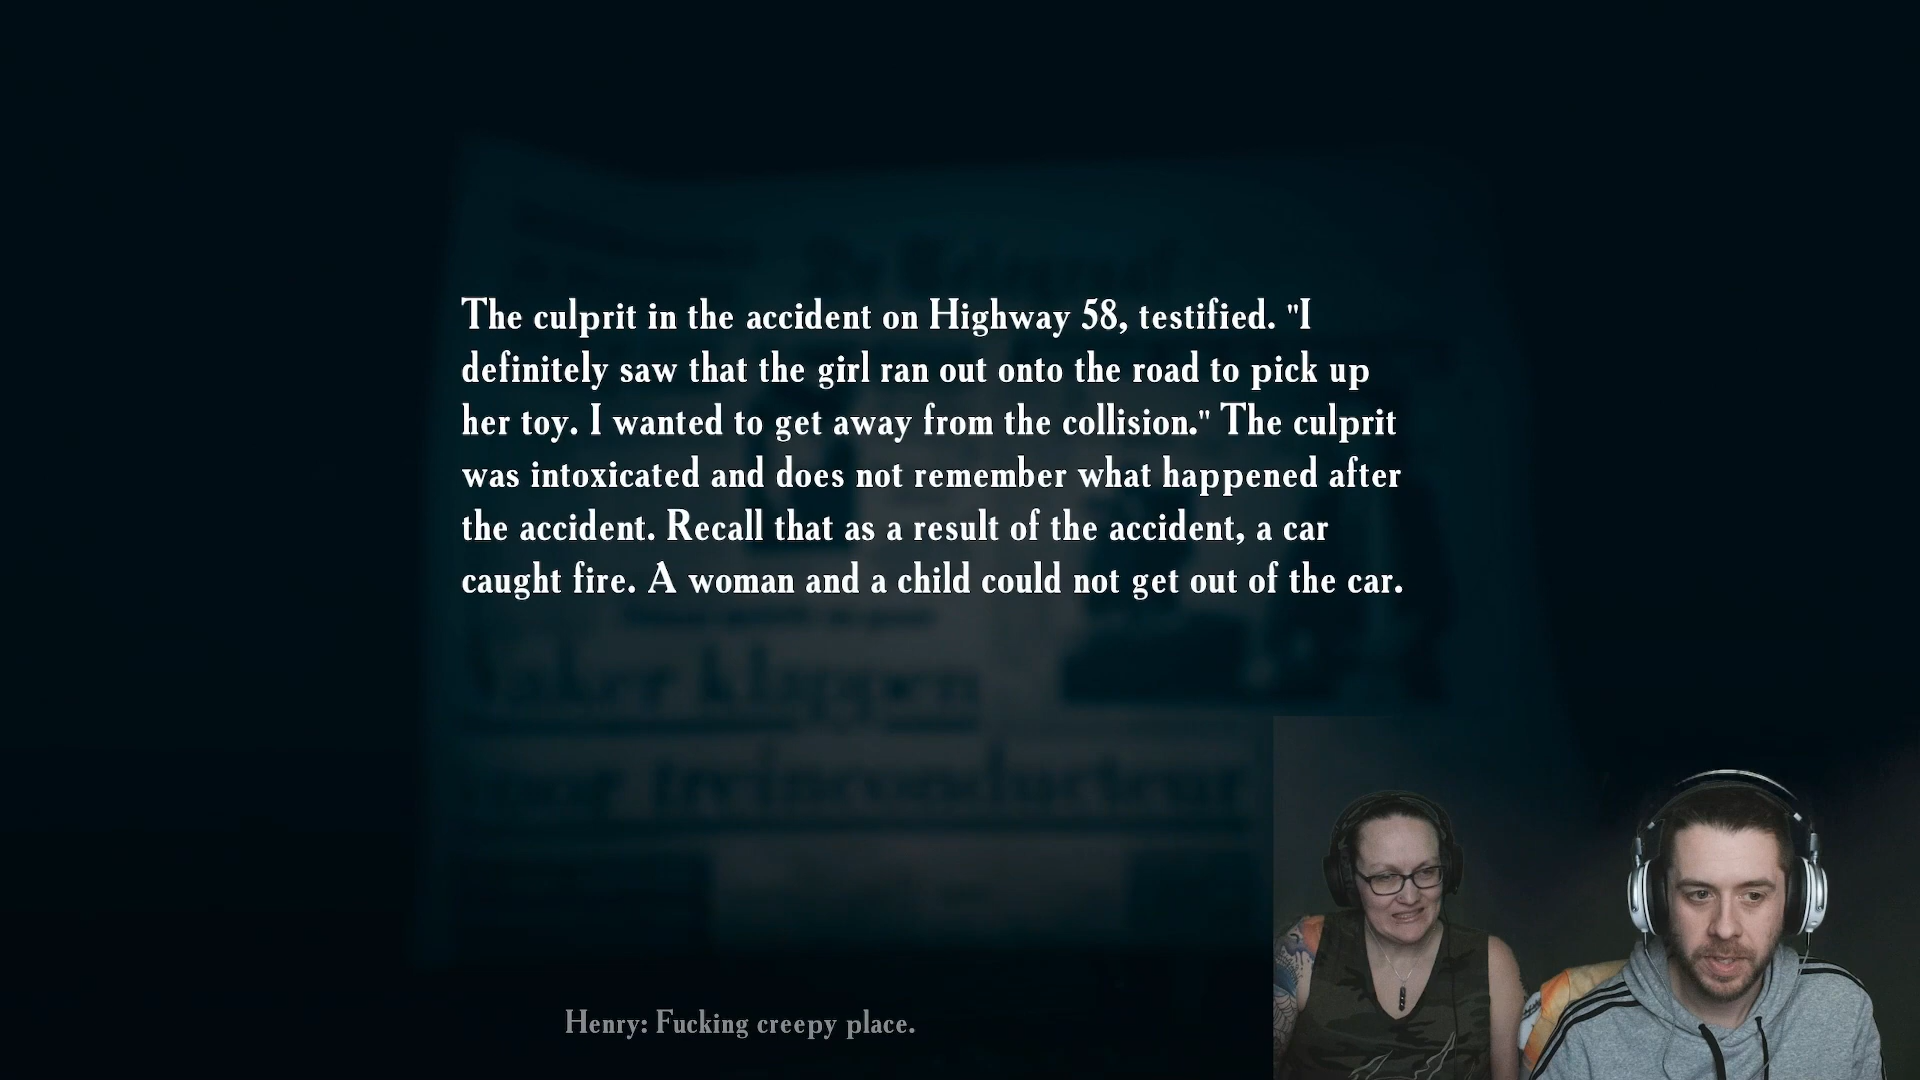 The culprit in the accident on Highway 58, testified. "I
definitely saw that the girl ran out onto the road to pick up
her toy. I wanted to get away from the collision." The culprit
was intoxicated and does not remember what happened after
the accident. Recall that as a result of the accident, a car
caught fire. A woman and a child could not get out of the car.
klappen
Henry: Fucking creepy place.